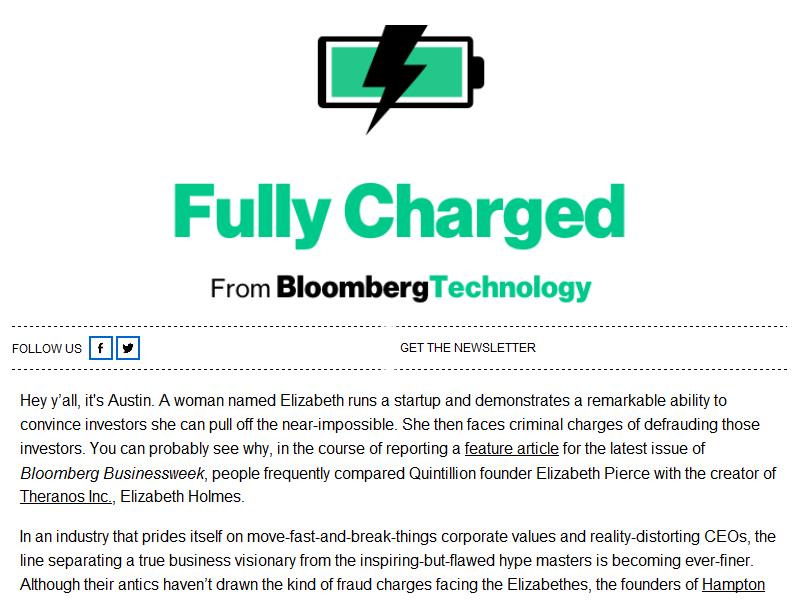 Fully Charged
From BloombergTechnology
FOLLOW US
GET THE NEWSLETTER
Hey y’all, it's Austin. A woman named Elizabeth runs a startup and demonstrates a remarkable ability to
convince investors she can pull off the near-impossible. She then faces criminal charges of defrauding those
investors. You can probably see why, in the course of reporting a feature article for the latest issue of
Bloomberg Businessweek, people frequently compared Quintillion founder Elizabeth Pierce with the creator of
Theranos Inc., Elizabeth Holmes.
In an industry that prides itself on move-fast-and-break-things corporate values and reality-distorting CEOs, the
line separating a true business visionary from the inspiring-but-flawed hype masters is becoming ever-finer.
Although their antics haven’t drawn the kind of fraud charges facing the Elizabethes, the founders of Hampton